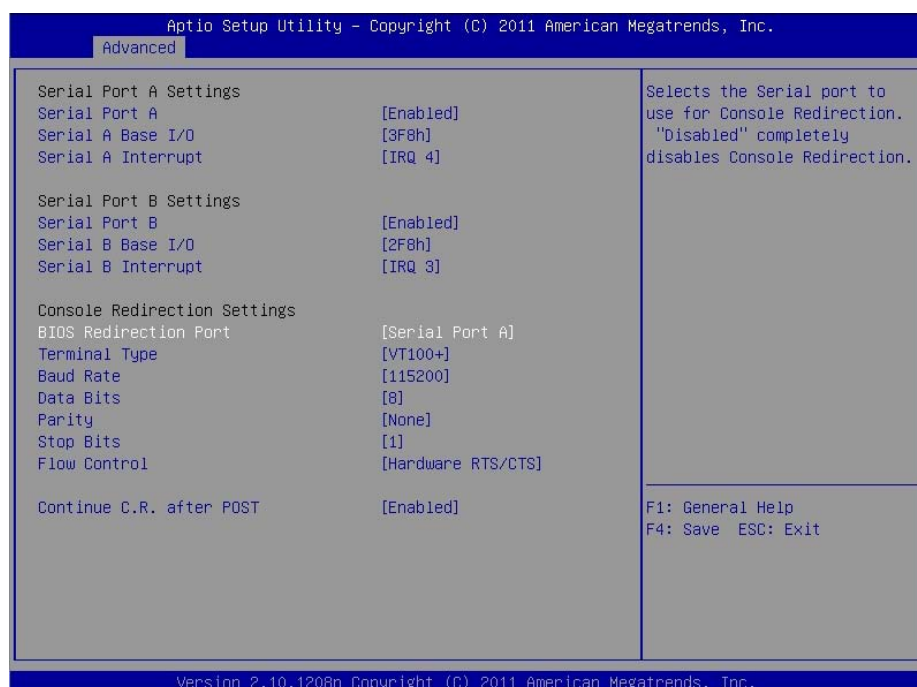 Aptio Setup Utility – Copyright (C) 2011 American Megatrends, Inc.
Advanced
Serial Port A Settings
Serial Port A [Enabled]
Serial A Base I/O [3F8h]
Serial A Interrupt [IRQ 4]
Serial Port B Settings
Serial Port B [Enabled]
Serial B Base I/O [2F8h]
Serial B Interrupt [IRQ 3]
Console Redirection Settings
BIOS Redirection Port [Serial Port A]
Terminal Type [VT100+]
Baud Rate [115200]
Data Bits [8]
Parity [None]
Stop Bits [1]
Flow Control [Hardware RTS/CTS]
Continue C.R. after POST [Enabled]
Selects the Serial port to
use for Console Redirection.
"Disabled" completely
disables Console Redirection.
F1: General Help
F4: Save ESC: Exit
Version 2.10.1208n Copyright (C) 2011 American Megatrends, Inc.